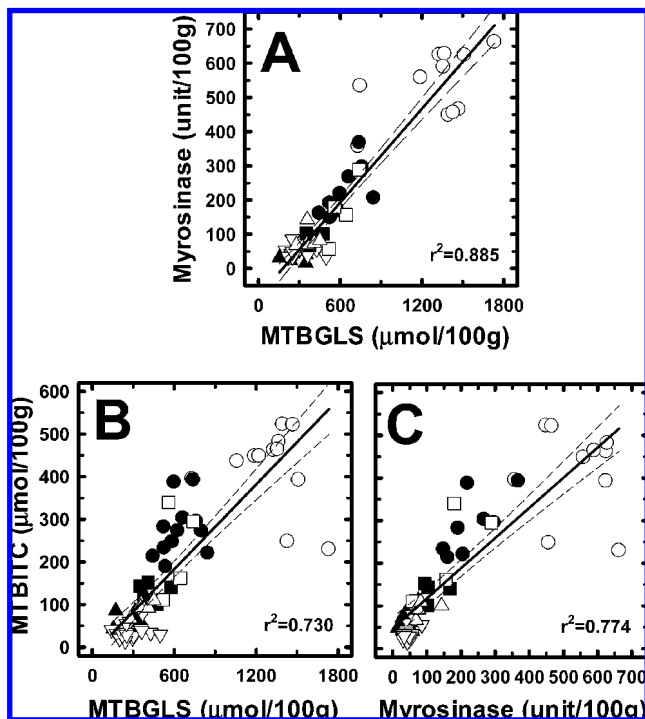 A
700
600
500
400
300
200
100
0
Myrosinase (unit/100g)
r²=0.885
0 600 1200 1800
MTBGLS (μmol/100g)
B
600
500
400
300
200
100
0
MTBITC (μmol/100g)
r²=0.730
0 600 1200 1800
MTBGLS (μmol/100g)
C
r²=0.774
0 100 200 300 400 500 600 700
Myrosinase (unit/100g)